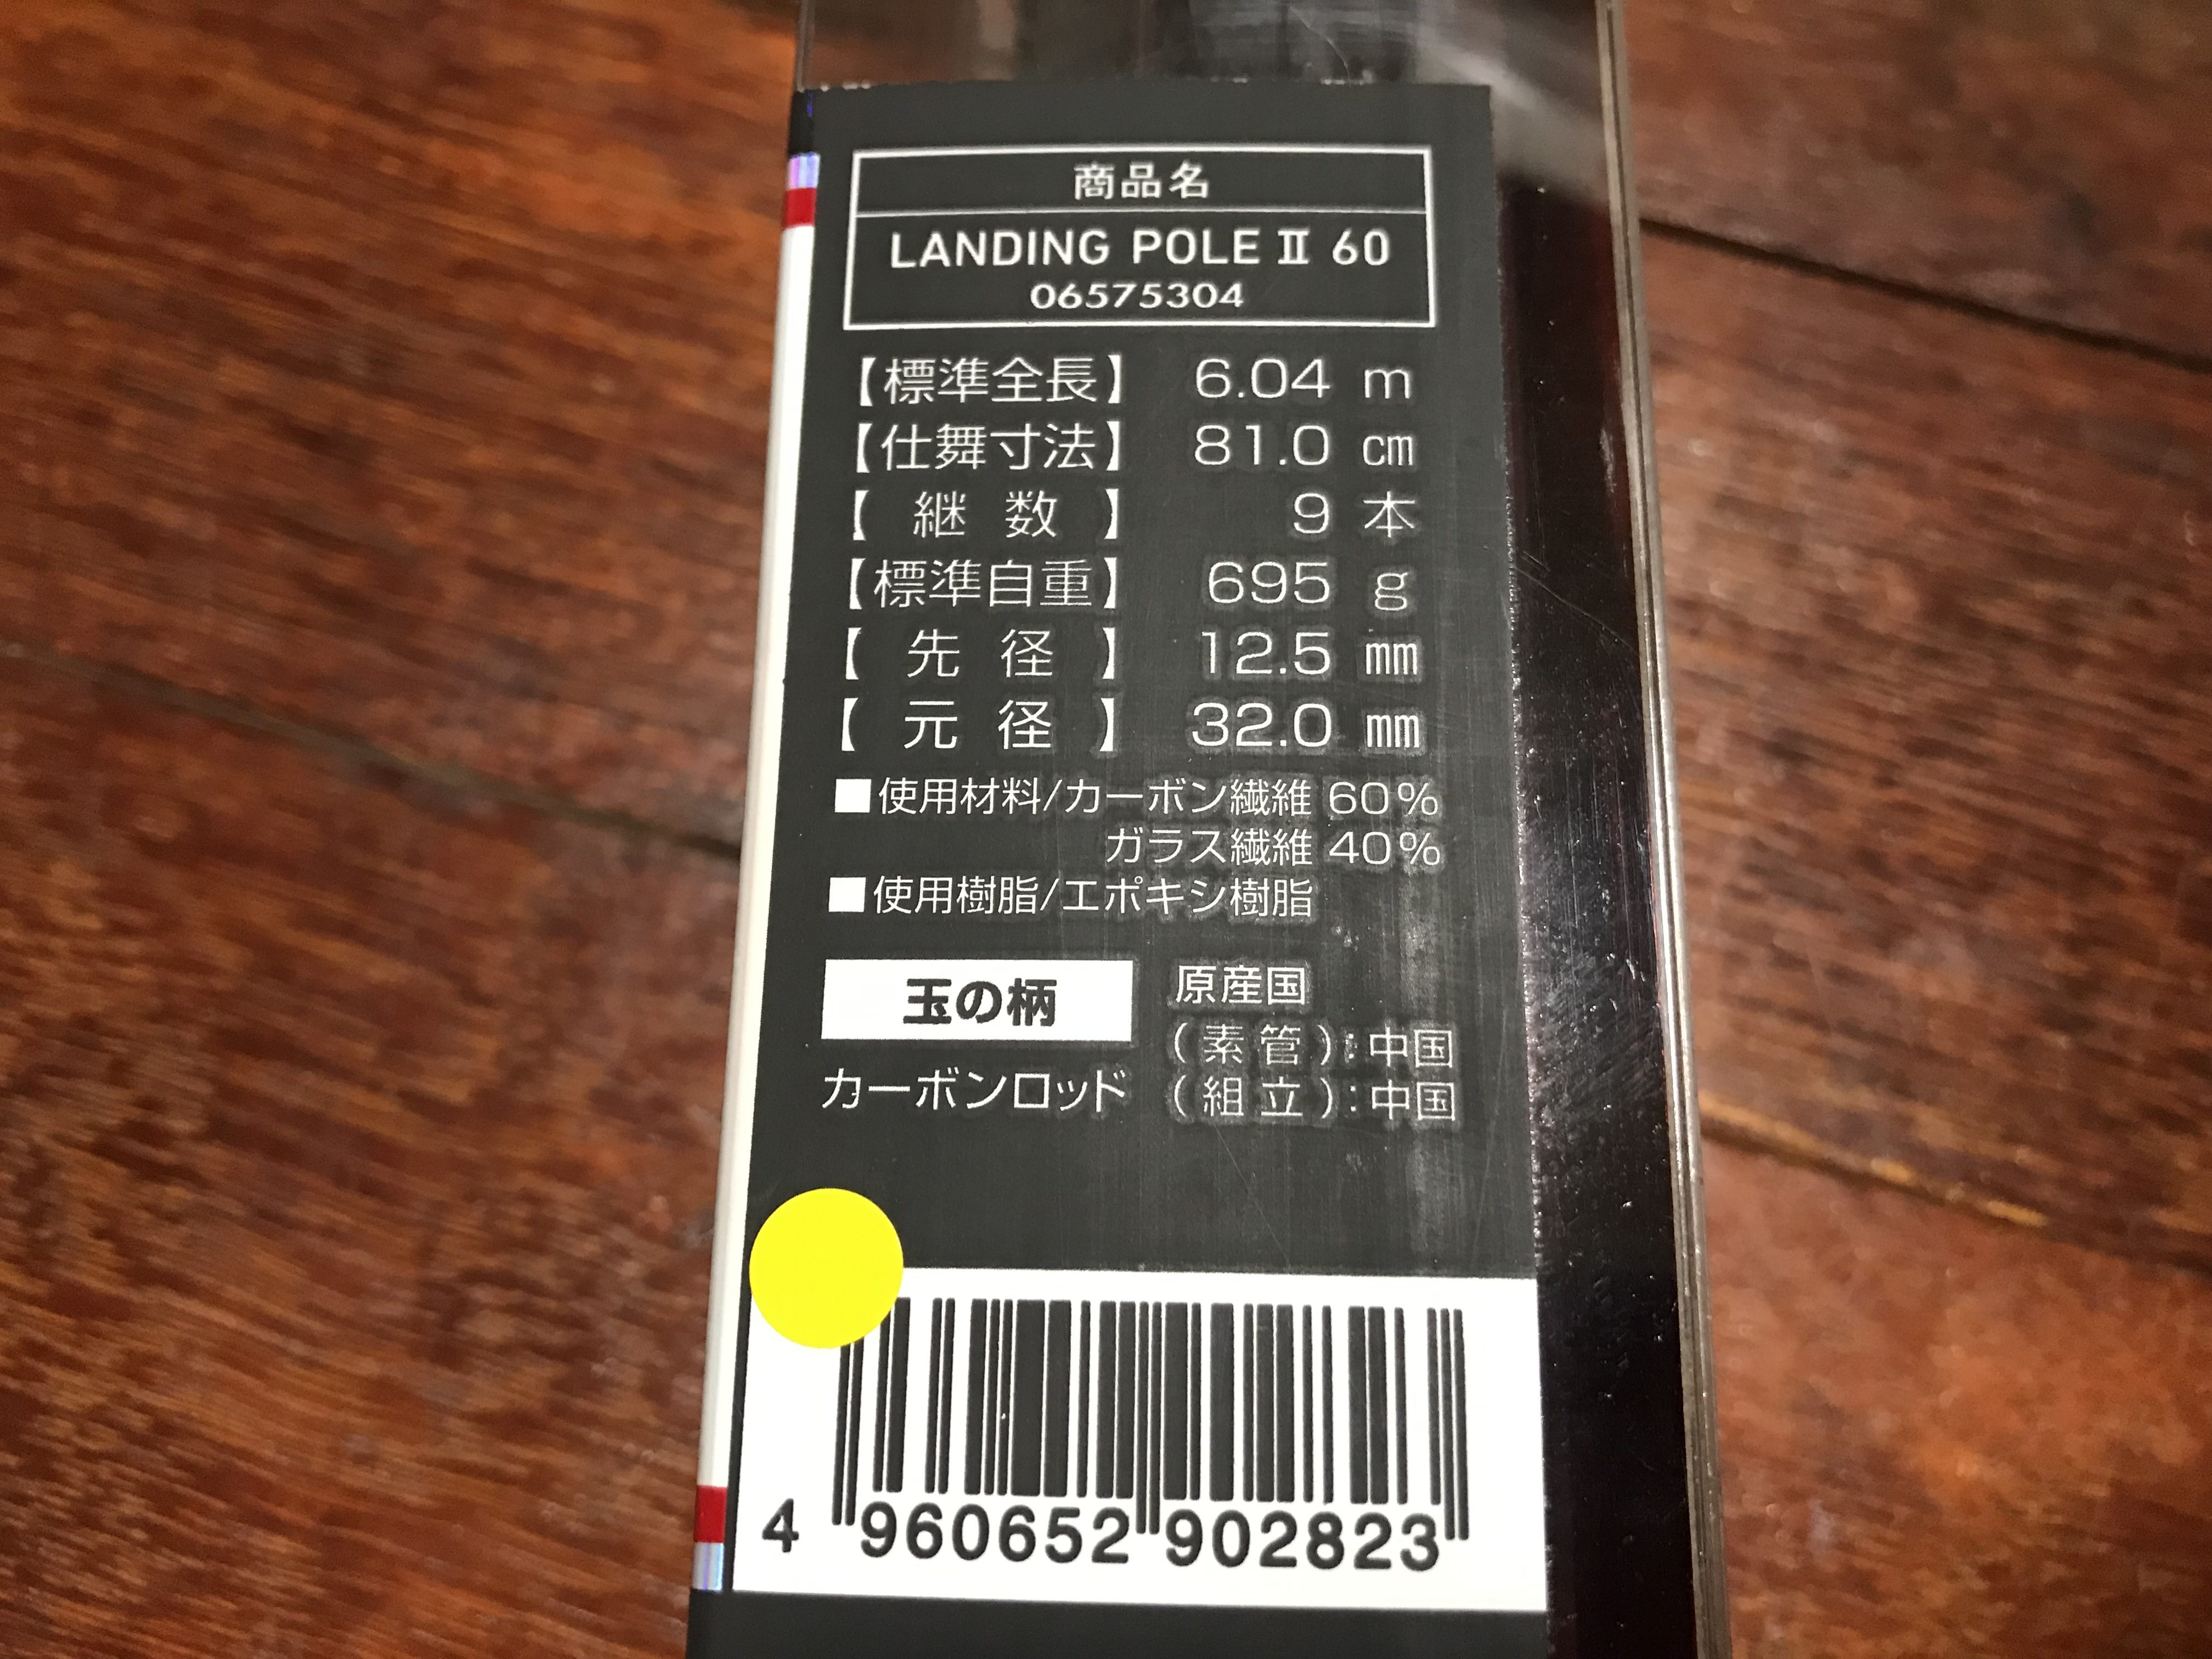 商品名
LANDING POLE Ⅱ 60
06575304
【標準全長】 6.04 m
【仕舞寸法】 81.0 ㎝
【 継 数 】 9 本
【標準自重】 695 g
【 先 径 】 12.5 ㎜
【 元 径 】 32.0 ㎜
■使用材料/カーボン繊維 60%
ガラス繊維 40%
■使用樹脂/エポキシ樹脂
玉の柄
カーボンロッド
原産国
(素管):中国
(組立):中国
4 960652 902823